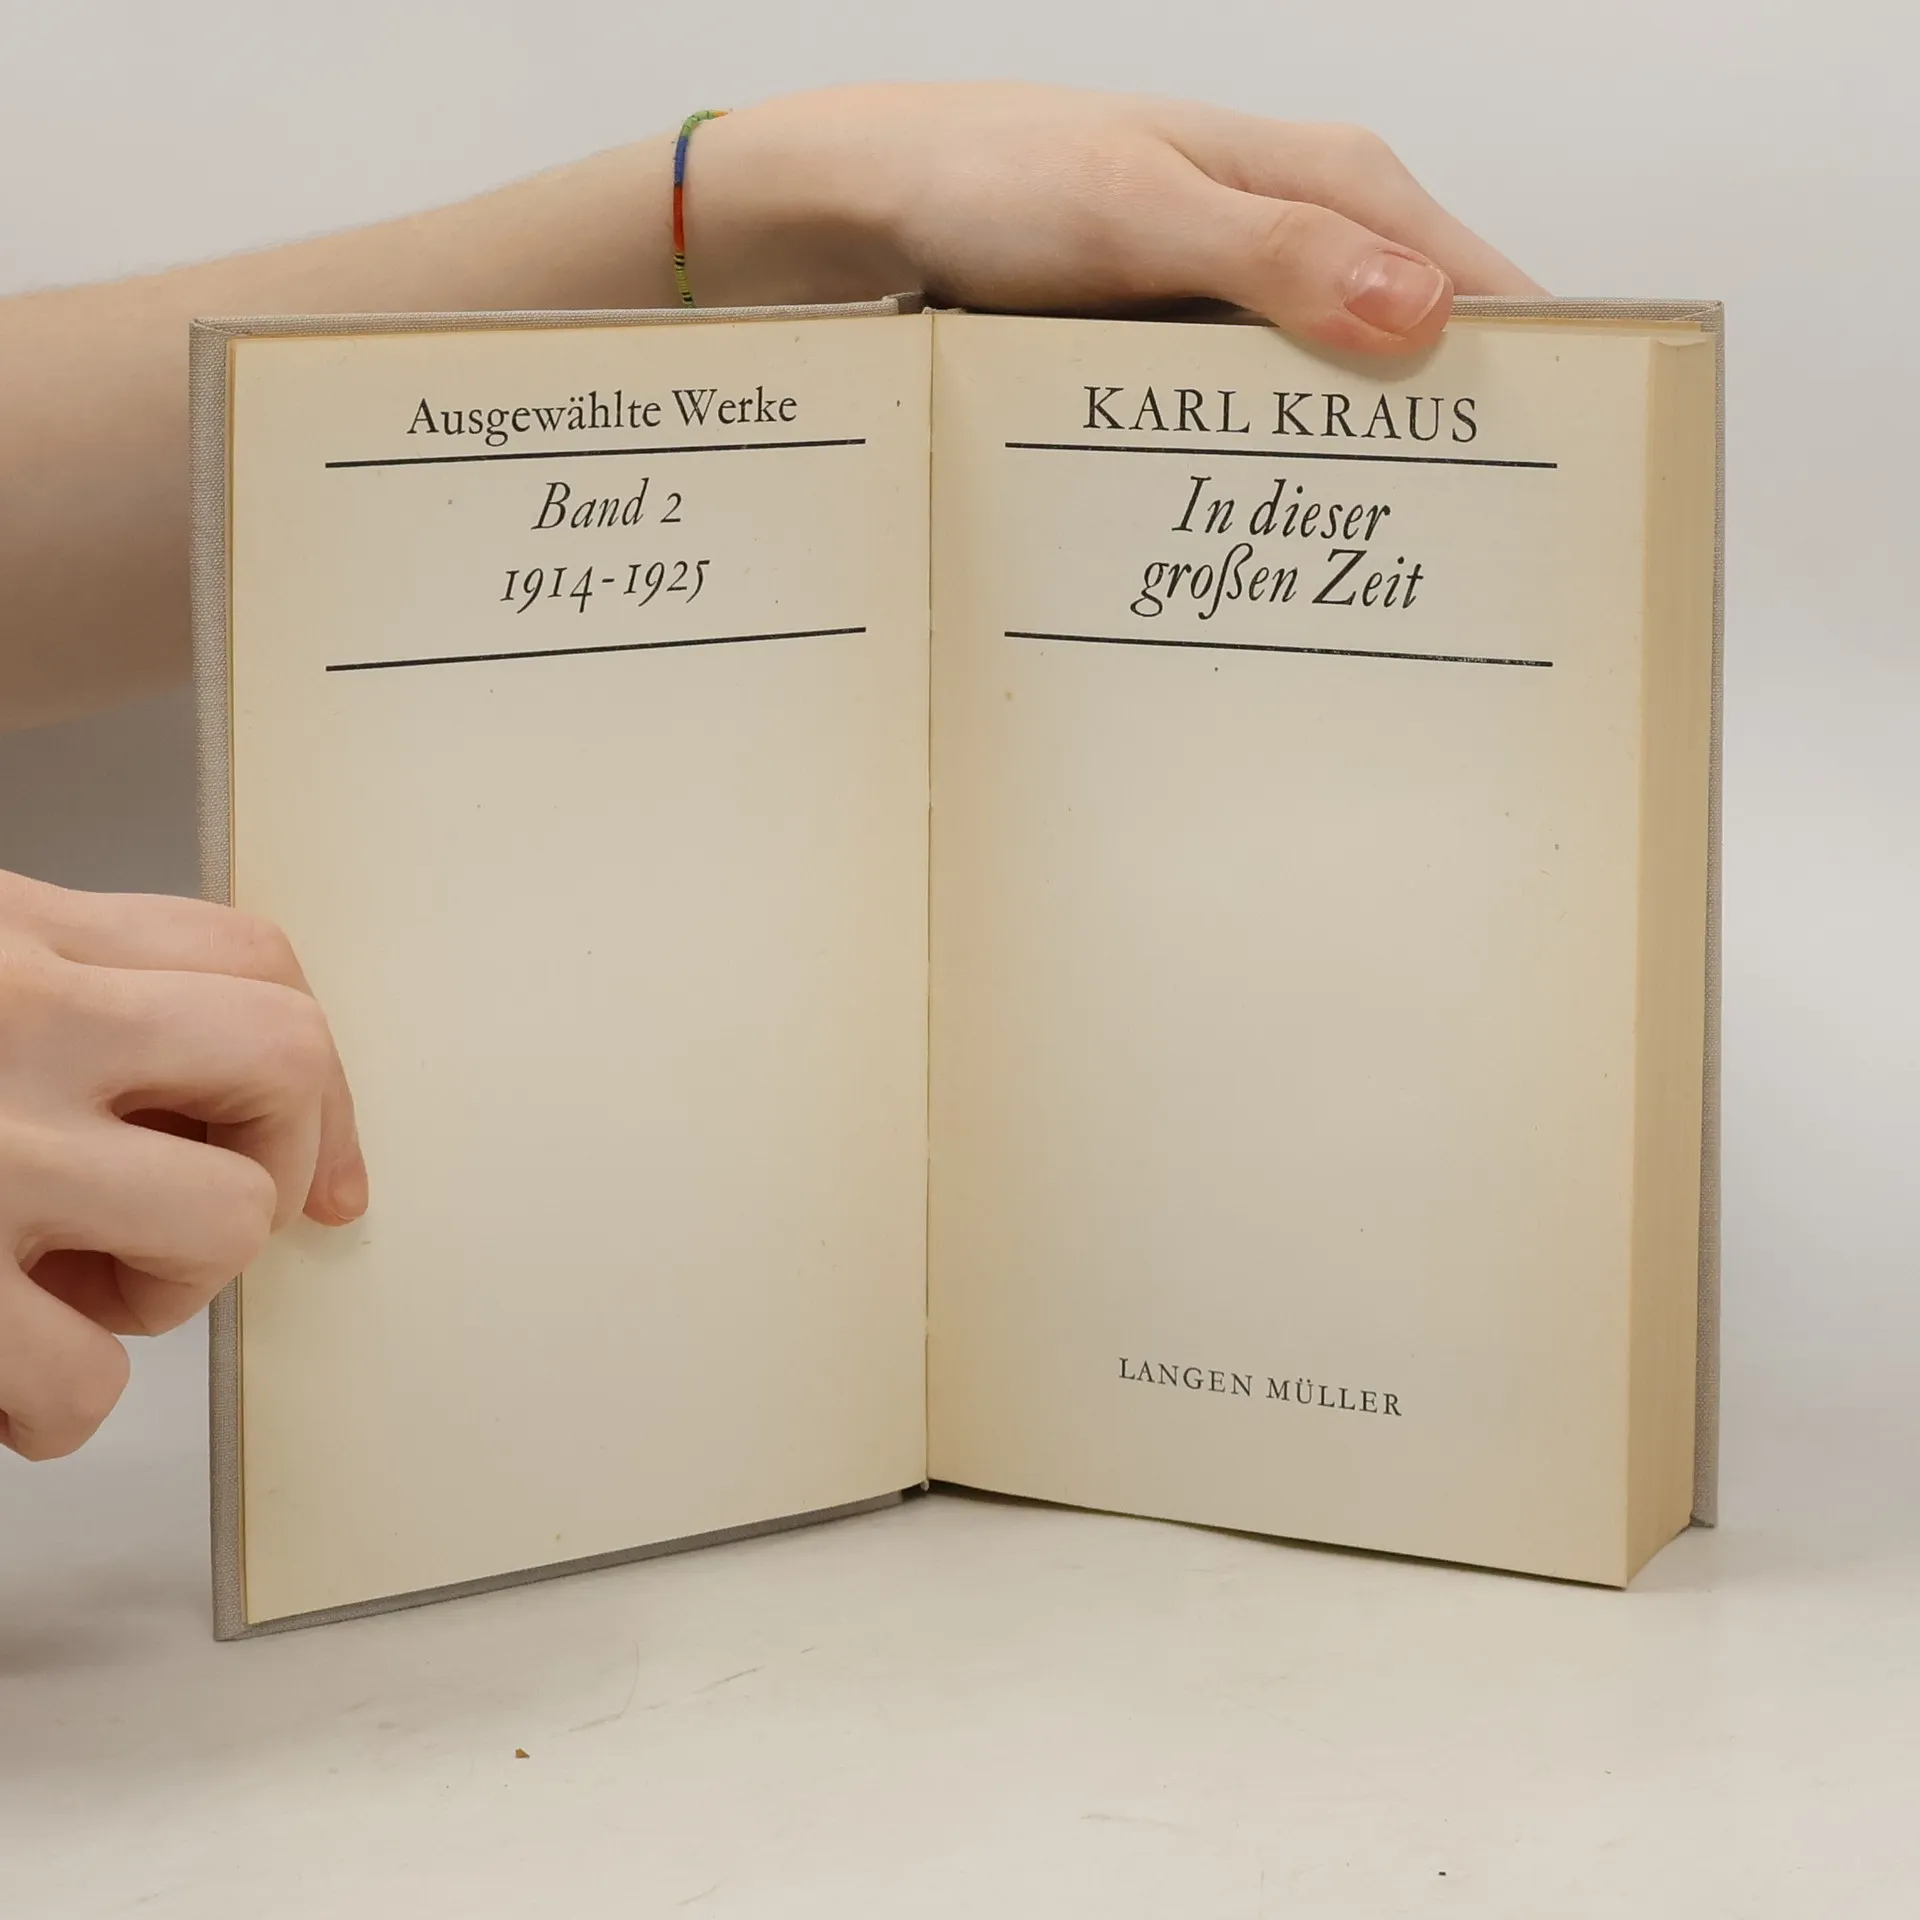 Ausgewählte Werke
Band 2
1914-1925
KARL KRAUS
In dieser
großen Zeit
LANGEN MÜLLER